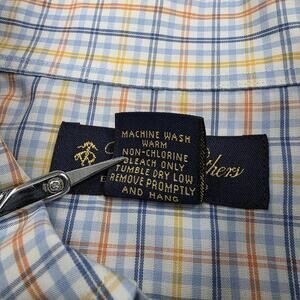 MACHINE WASH
WARM
NON-CHLORINE
BLEACH ONLY
TUMBLE DRY LOW
REMOVE PROMPTLY
AND HANG